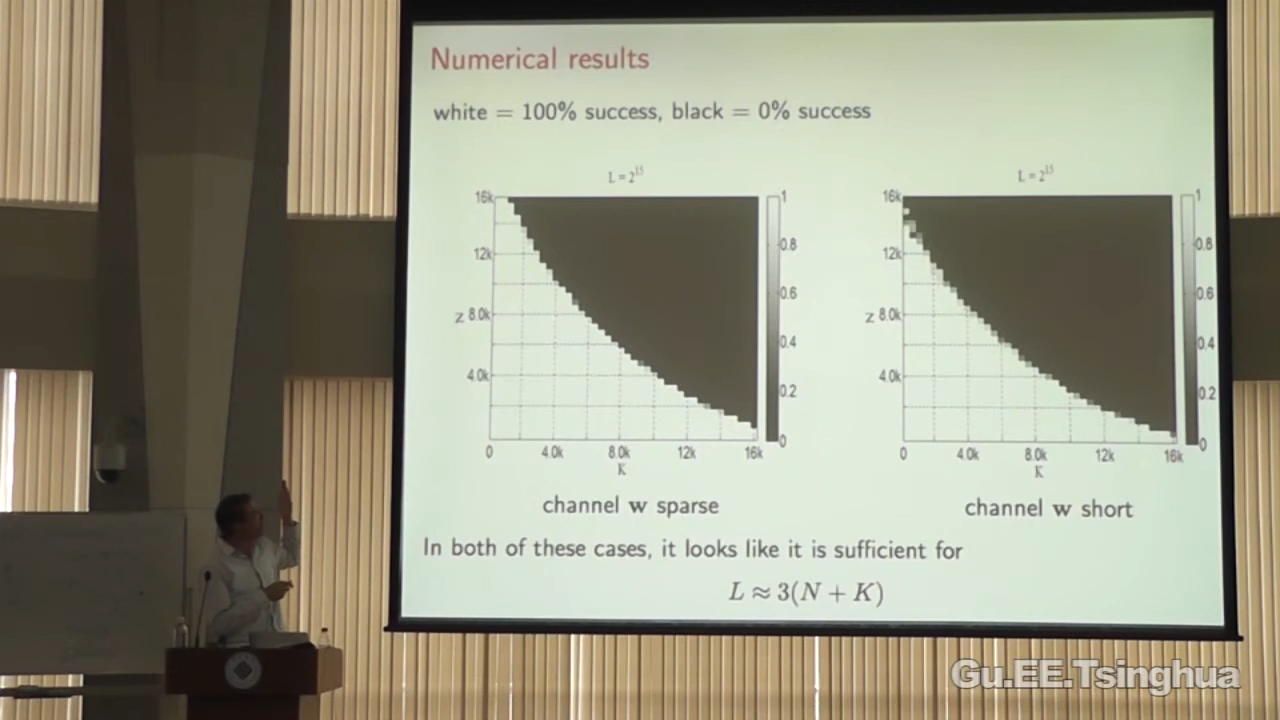 Numerical results
white = 100% success, black = 0% success
L = 2^15
16k
12k
N 8.0k
4.0k
0 4.0k 8.0k 12k 16k
K
1
0.8
0.6
0.4
0.2
0
channel w sparse
L = 2^15
16k
12k
N 8.0k
4.0k
0 4.0k 8.0k 12k 16k
K
1
0.8
0.6
0.4
0.2
0
channel w short
In both of these cases, it looks like it is sufficient for
L ≈ 3(N + K)
Gu.EE.Tsinghua